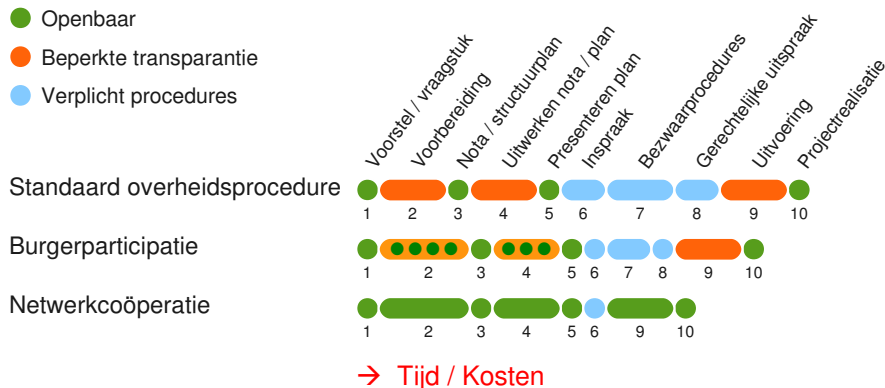 Openbaar
Beperkte transparantie
Verplicht procedures
Voorstel / vraagstuk
Voorbereiding
Nota / structuurplan
Uitwerken nota / plan
Presenteren plan
Inspraak
Bezwaarprocedures
Gerechtelijke uitspraak
Uitvoering
Projectrealisatie
Standaard overheidsprocedure
1 2 3 4 5 6 7 8 9 10
Burgerparticipatie
1 2 3 4 5 6 7 8 9 10
Netwerkcoöperatie
1 2 3 4 5 6 9 10
→ Tijd / Kosten